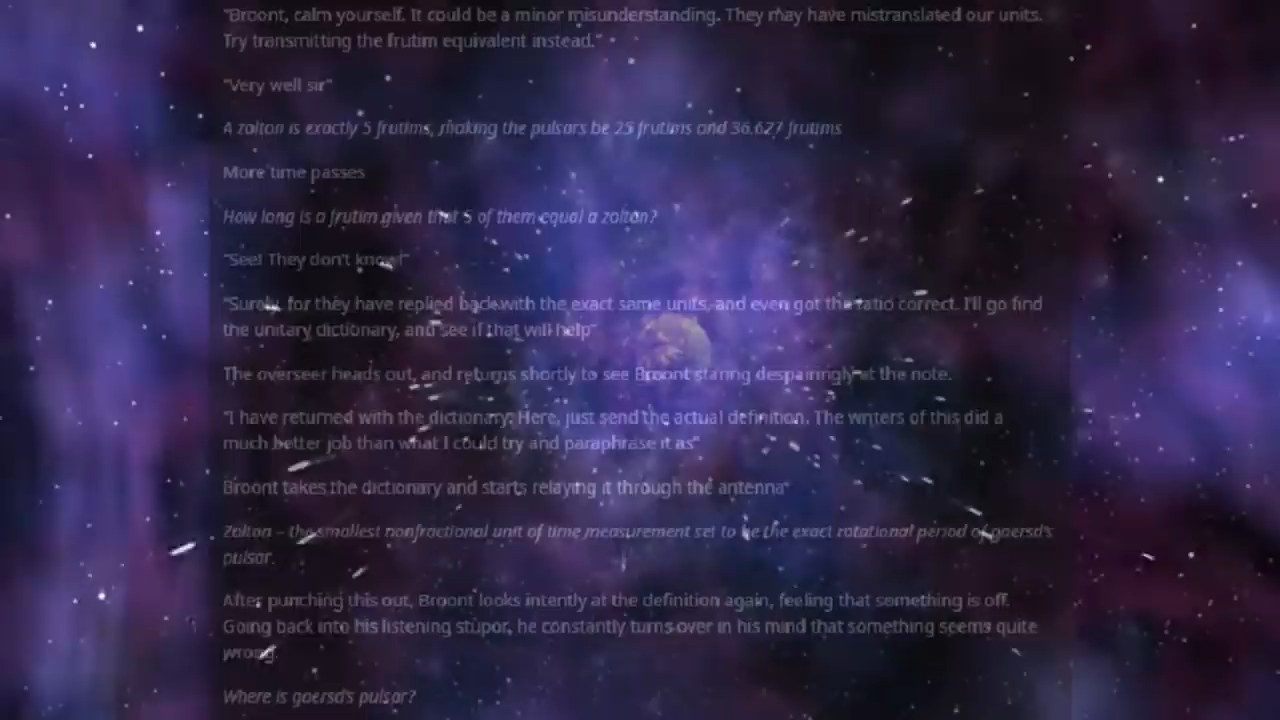 "Broont, calm yourself. It could be a minor misunderstanding. They may have mistranslated our units.
Try transmitting the frutim equivalent instead."
"Very well sir"
A zoltan is exactly 5 frutims, making the pulsars be 25 frutims and 36.627 frutims
More time passes
How long is a frutim given that 5 of them equal a zoltan?
"See! They don't know!"
"Surely, for they have replied back with the exact same units, and even got the ratio correct. I'll go find
the unitary dictionary, and see if that will help"
The overseer heads out, and returns shortly to see Broont staring despairingly at the note.
"I have returned with the dictionary. Here, just send the actual definition. The writers of this did a
much better job than what I could try and paraphrase it as"
Broont takes the dictionary and starts relaying it through the antenna"
Zoltan – the smallest nonfractional unit of time measurement set to be the exact rotational period of gaersd's
pulsar.
After punching this out, Broont looks intently at the definition again, feeling that something is off.
Going back into his listening stupor, he constantly turns over in his mind that something seems quite
wrong.
Where is gaersd's pulsar?